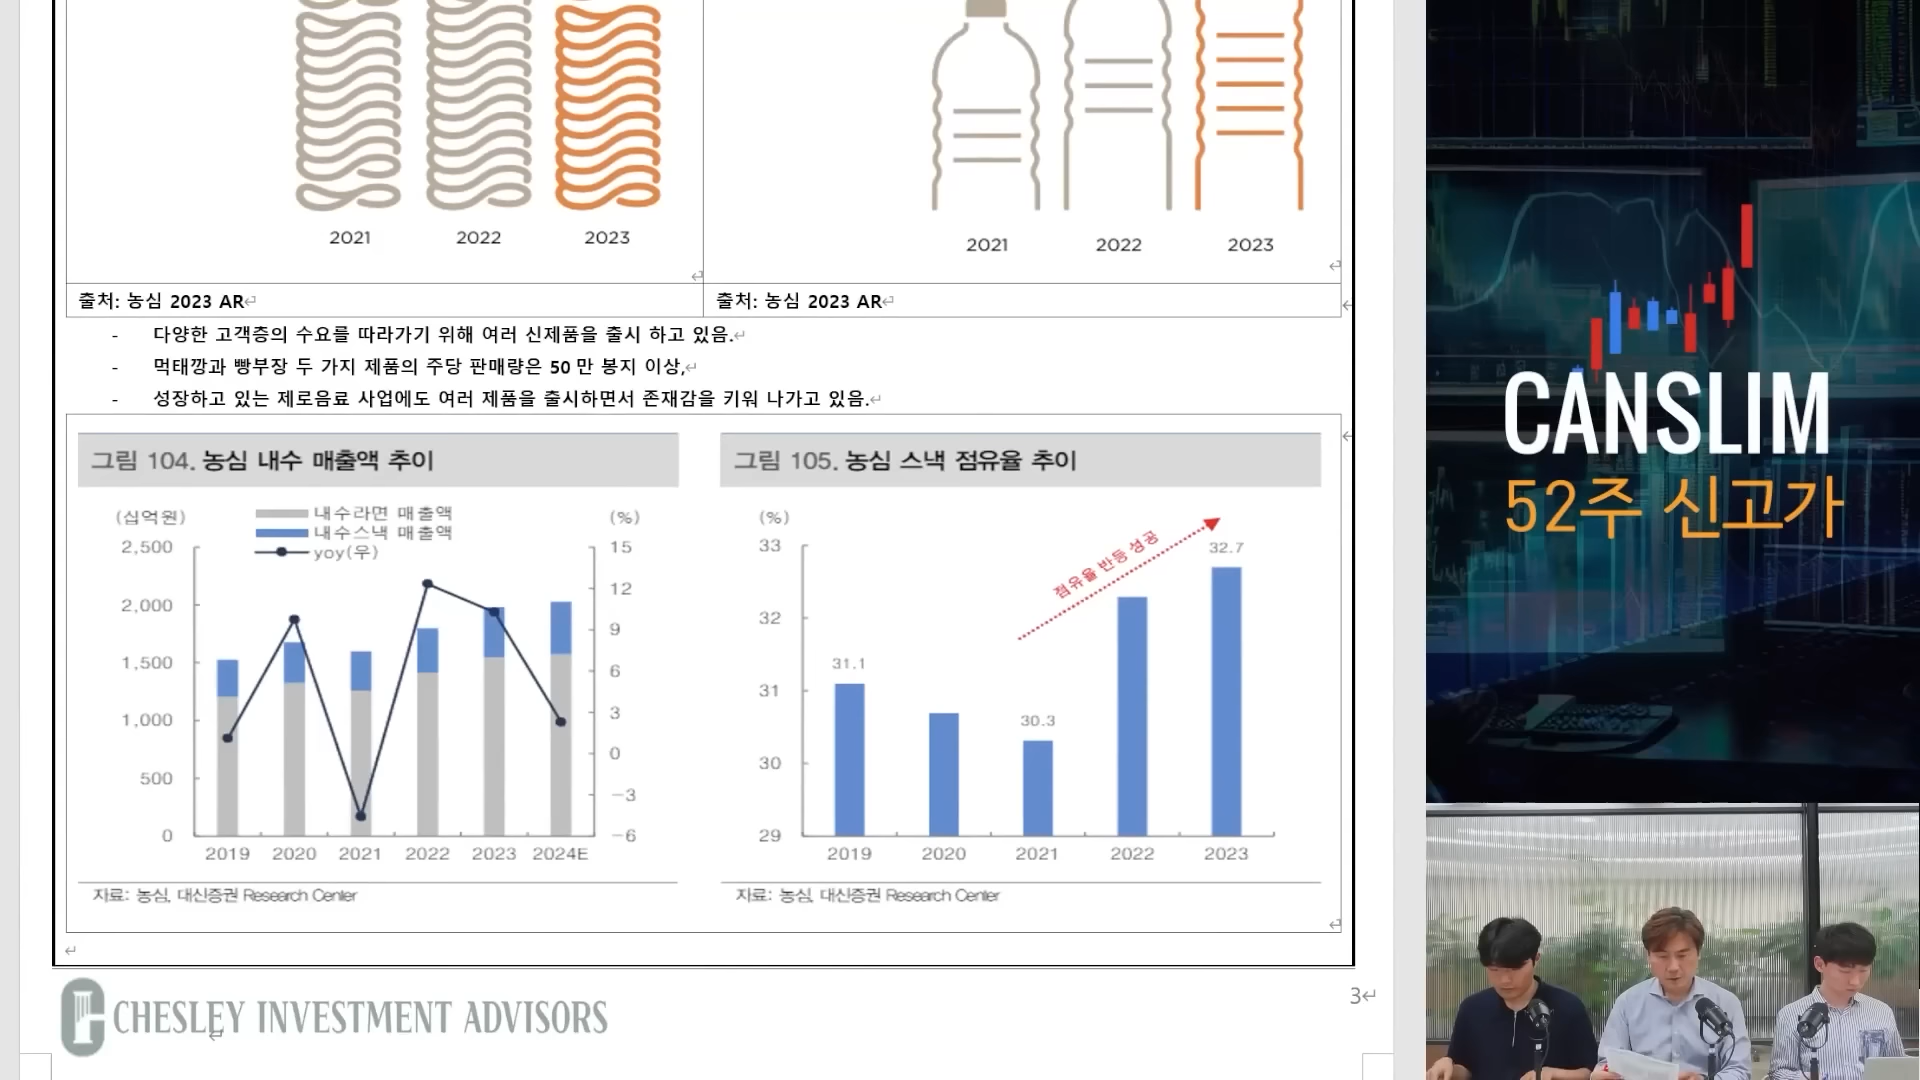 2021 2022 2023
2021 2022 2023
출처: 농심 2023 AR
출처: 농심 2023 AR
- 다양한 고객층의 수요를 따라가기 위해 여러 신제품을 출시 하고 있음.
- 먹태깡과 빵부장 두 가지 제품의 주당 판매량은 50 만 봉지 이상,
- 성장하고 있는 제로음료 사업에도 여러 제품을 출시하면서 존재감을 키워 나가고 있음.
그림 104. 농심 내수 매출액 추이
(십억원)
(%)
내수라면 매출액
내수스낵 매출액
yoy(우)
2,500
2,000
1,500
1,000
500
0
15
12
9
6
3
0
-3
-6
2019 2020 2021 2022 2023 2024E
자료: 농심, 대신증권 Research Center
그림 105. 농심 스낵 점유율 추이
(%)
33
32
31
30
29
점유율 반등 성공
31.1
30.3
32.7
2019 2020 2021 2022 2023
자료: 농심, 대신증권 Research Center
CHESLEY INVESTMENT ADVISORS
3
CANSLIM
52주 신고가